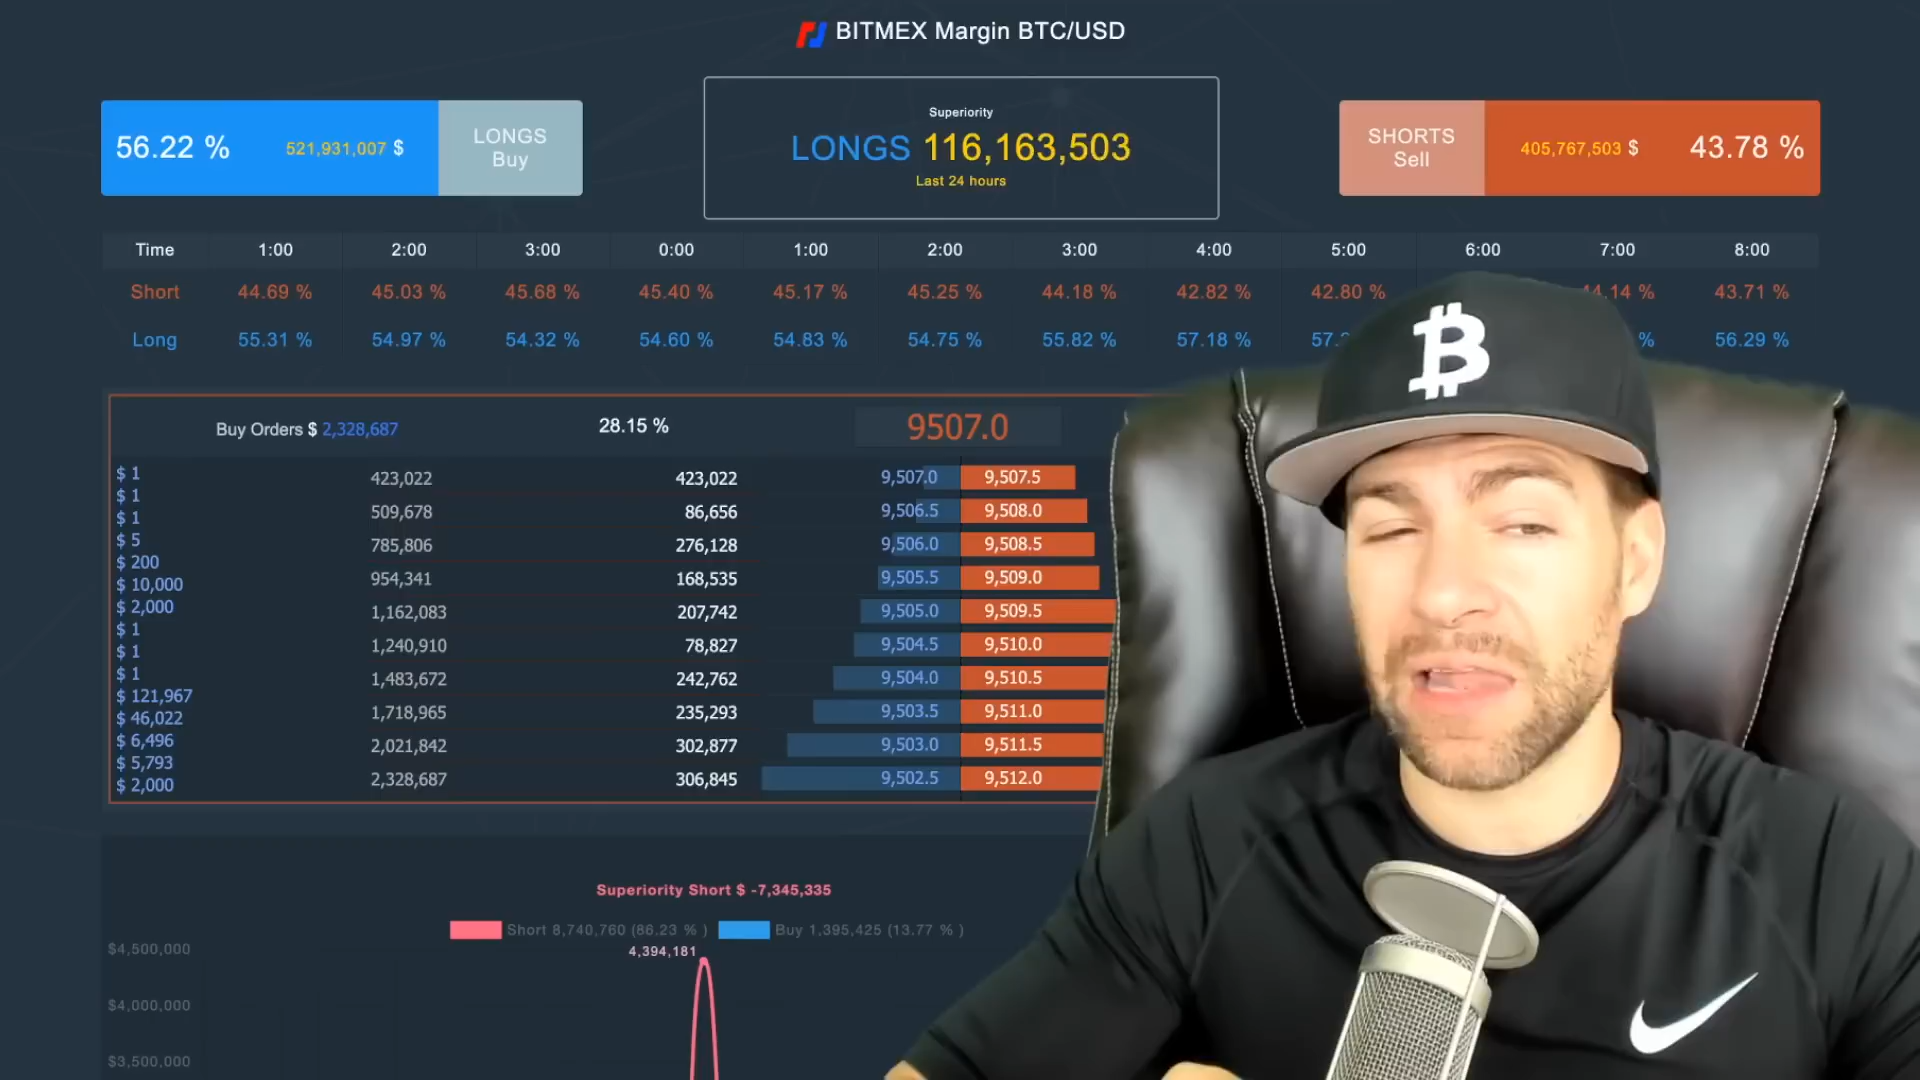 BITMEX Margin BTC/USD
56.22 %
521,931,007 $
LONGS
Buy
Superiority
LONGS 116,163,503
Last 24 hours
SHORTS
Sell
405,767,503 $
43.78 %
Time 1:00 2:00 3:00 0:00 1:00 2:00 3:00 4:00 5:00 6:00 7:00 8:00
Short 44.69 % 45.03 % 45.68 % 45.40 % 45.17 % 45.25 % 44.18 % 42.82 % 42.80 % 43.71 %
Long 55.31 % 54.97 % 54.32 % 54.60 % 54.83 % 54.75 % 55.82 % 57.18 % 56.29 %
Buy Orders $ 2,328,687 28.15 % 9507.0
$ 1
$ 1
$ 1
$ 5
$ 200
$ 10,000
$ 2,000
$ 1
$ 1
$ 1
$ 121,967
$ 46,022
$ 6,496
$ 5,793
$ 2,000
423,022 423,022 9,507.0 9,507.5
509,678 86,656 9,506.5 9,508.0
785,806 276,128 9,506.0 9,508.5
954,341 168,535 9,505.5 9,509.0
1,162,083 207,742 9,505.0 9,509.5
1,240,910 78,827 9,504.5 9,510.0
1,483,672 242,762 9,504.0 9,510.5
1,718,965 235,293 9,503.5 9,511.0
2,021,842 302,877 9,503.0 9,511.5
2,328,687 306,845 9,502.5 9,512.0
Superiority Short $ -7,345,335
Short 8,740,760 (86.23 % ) Buy 1,395,425 (13.77 % )
4,394,181
$4,500,000
$4,000,000
$3,500,000